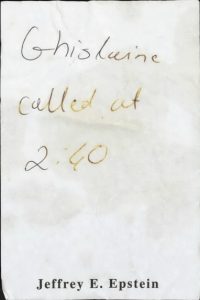 Ghislaine
called at
2:40
Jeffrey E. Epstein